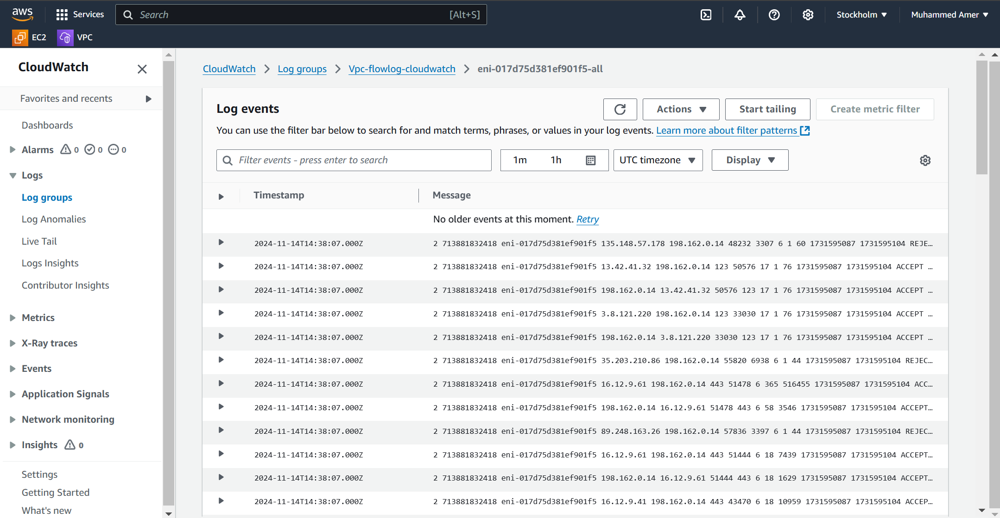 aws
Services
Search [Alt+S]
Stockholm
Muhammed Amer
EC2
VPC
CloudWatch
Favorites and recents
Dashboards
Alarms 0 0 0
Logs
Log groups
Log Anomalies
Live Tail
Logs Insights
Contributor Insights
Metrics
X-Ray traces
Events
Application Signals
Network monitoring
Insights 0
Settings
Getting Started
What's new
CloudWatch > Log groups > Vpc-flowlog-cloudwatch > eni-017d75d381ef901f5-all
Log events
Actions
Start tailing
Create metric filter
You can use the filter bar below to search for and match terms, phrases, or values in your log events. Learn more about filter patterns
Filter events - press enter to search
1m 1h
UTC timezone
Display
Timestamp Message
No older events at this moment. Retry
2024-11-14T14:38:07.000Z 2 713881832418 eni-017d75d381ef901f5 135.148.57.178 198.162.0.14 48232 3307 6 1 60 1731595087 1731595104 REJE…
2024-11-14T14:38:07.000Z 2 713881832418 eni-017d75d381ef901f5 13.42.41.32 198.162.0.14 123 50576 17 1 76 1731595087 1731595104 ACCEPT …
2024-11-14T14:38:07.000Z 2 713881832418 eni-017d75d381ef901f5 198.162.0.14 13.42.41.32 50576 123 17 1 76 1731595087 1731595104 ACCEPT …
2024-11-14T14:38:07.000Z 2 713881832418 eni-017d75d381ef901f5 3.8.121.220 198.162.0.14 123 33030 17 1 76 1731595087 1731595104 ACCEPT …
2024-11-14T14:38:07.000Z 2 713881832418 eni-017d75d381ef901f5 198.162.0.14 3.8.121.220 33030 123 17 1 76 1731595087 1731595104 ACCEPT …
2024-11-14T14:38:07.000Z 2 713881832418 eni-017d75d381ef901f5 35.203.210.86 198.162.0.14 55820 6938 6 1 44 1731595087 1731595104 REJEC…
2024-11-14T14:38:07.000Z 2 713881832418 eni-017d75d381ef901f5 16.12.9.61 198.162.0.14 443 51478 6 365 516455 1731595087 1731595104 ACC…
2024-11-14T14:38:07.000Z 2 713881832418 eni-017d75d381ef901f5 198.162.0.14 16.12.9.61 51478 443 6 58 3546 1731595087 1731595104 ACCEPT…
2024-11-14T14:38:07.000Z 2 713881832418 eni-017d75d381ef901f5 89.248.163.26 198.162.0.14 57836 3397 6 1 44 1731595087 1731595104 REJEC…
2024-11-14T14:38:07.000Z 2 713881832418 eni-017d75d381ef901f5 16.12.9.61 198.162.0.14 443 51444 6 18 7439 1731595087 1731595104 ACCEPT…
2024-11-14T14:38:07.000Z 2 713881832418 eni-017d75d381ef901f5 198.162.0.14 16.12.9.61 51444 443 6 18 1629 1731595087 1731595104 ACCEPT…
2024-11-14T14:38:07.000Z 2 713881832418 eni-017d75d381ef901f5 16.12.9.41 198.162.0.14 443 43470 6 18 10959 1731595087 1731595104 ACCEP…